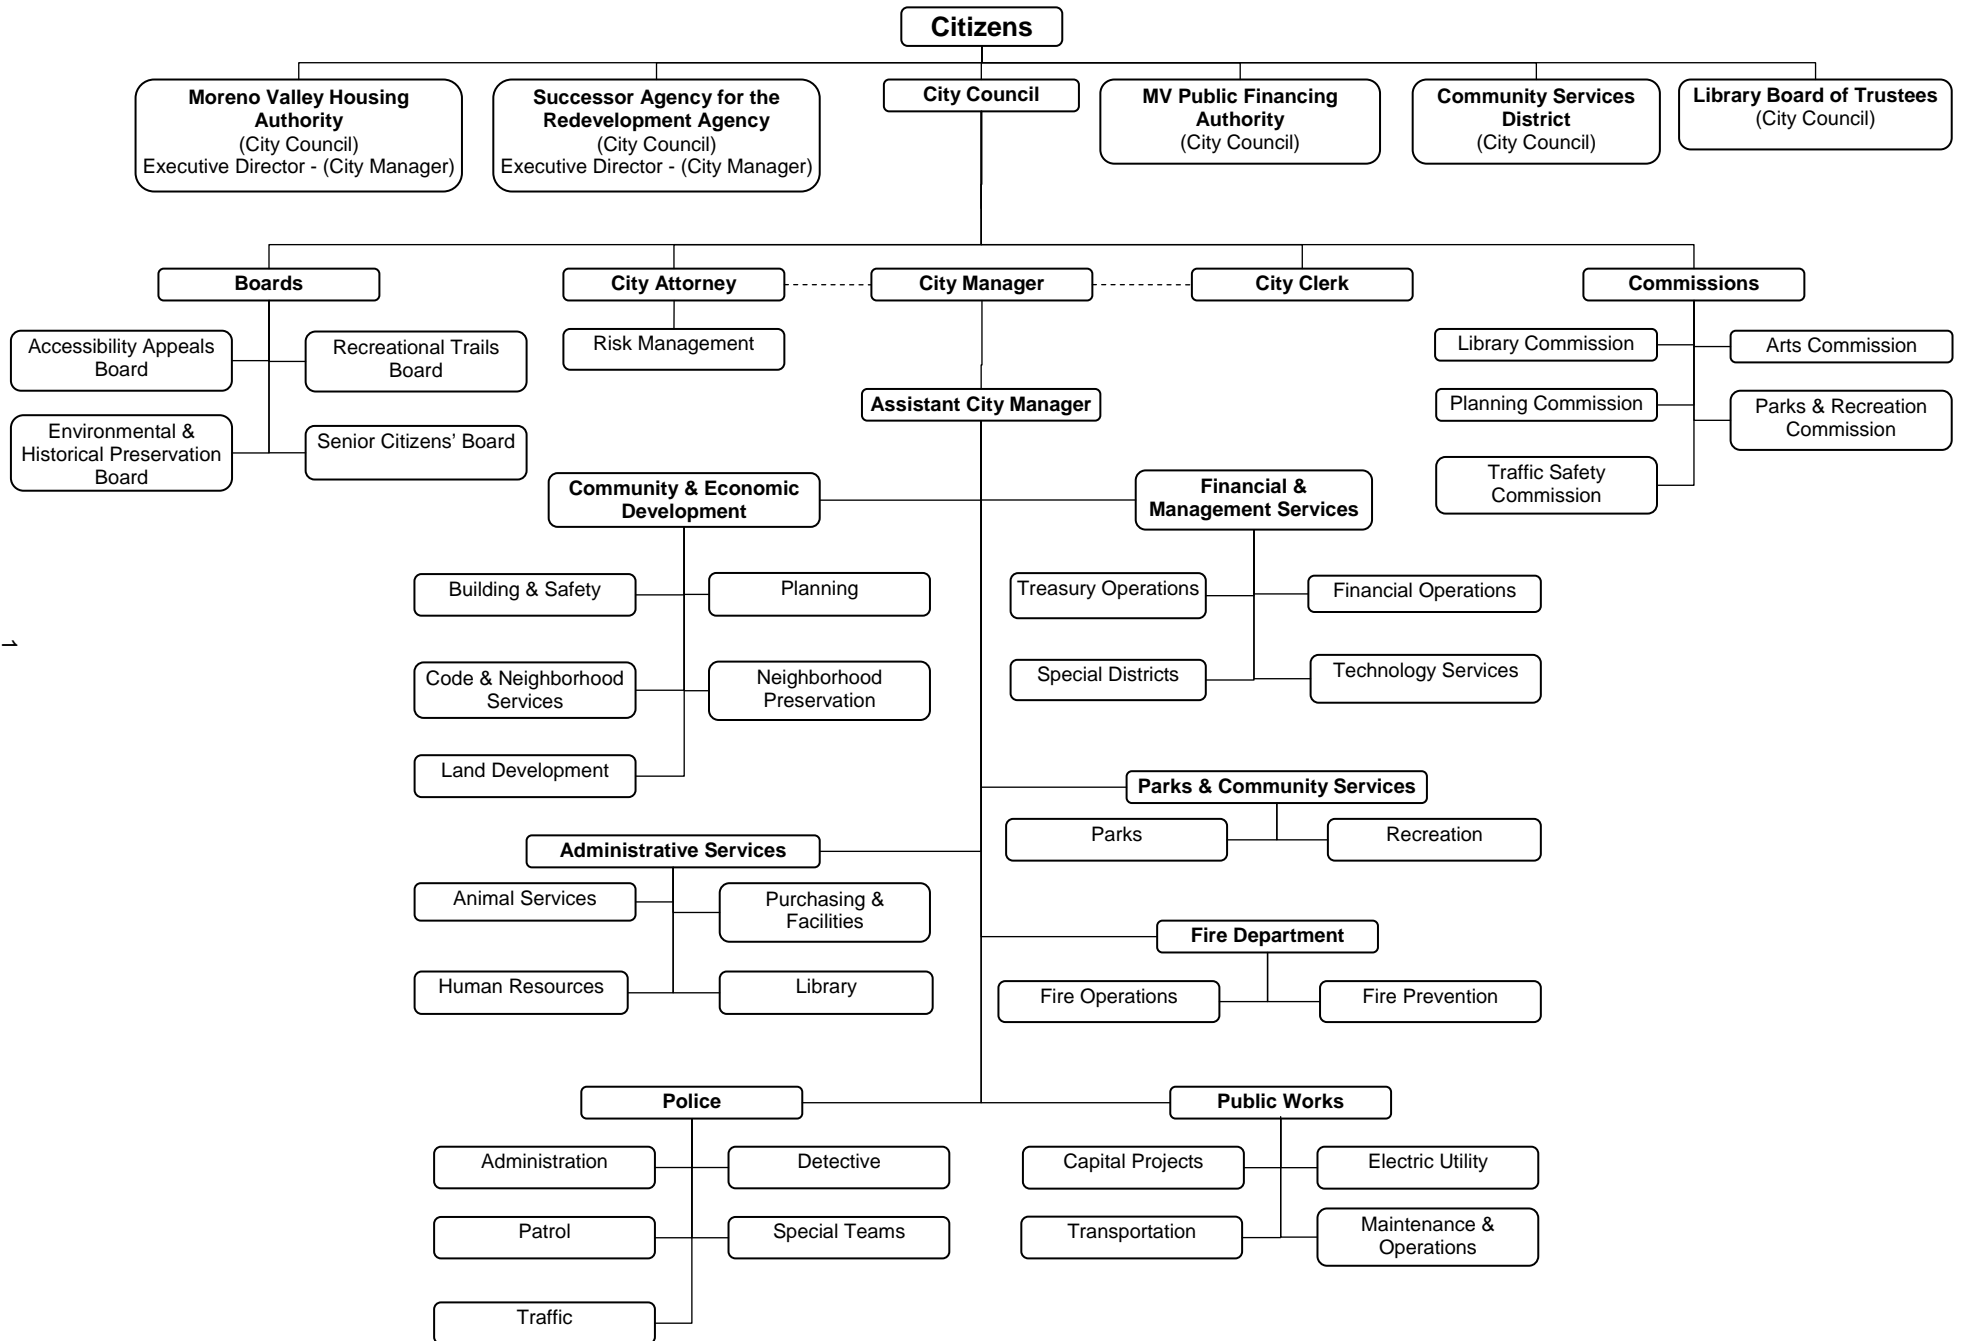 Citizens
Moreno Valley Housing
Authority
(City Council)
Executive Director - (City Manager)
Successor Agency for the
Redevelopment Agency
(City Council)
Executive Director - (City Manager)
City Council
MV Public Financing
Authority
(City Council)
Community Services
District
(City Council)
Library Board of Trustees
(City Council)
Boards
City Attorney
City Manager
City Clerk
Commissions
Accessibility Appeals
Board
Recreational Trails
Board
Environmental &
Historical Preservation
Board
Senior Citizens’ Board
Risk Management
Assistant City Manager
Library Commission
Arts Commission
Planning Commission
Parks & Recreation
Commission
Traffic Safety
Commission
Community & Economic
Development
Building & Safety
Planning
Code & Neighborhood
Services
Neighborhood
Preservation
Land Development
Financial &
Management Services
Treasury Operations
Financial Operations
Special Districts
Technology Services
Parks & Community Services
Parks
Recreation
Administrative Services
Animal Services
Purchasing &
Facilities
Human Resources
Library
Fire Department
Fire Operations
Fire Prevention
Police
Administration
Detective
Patrol
Special Teams
Traffic
Public Works
Capital Projects
Electric Utility
Transportation
Maintenance &
Operations
1